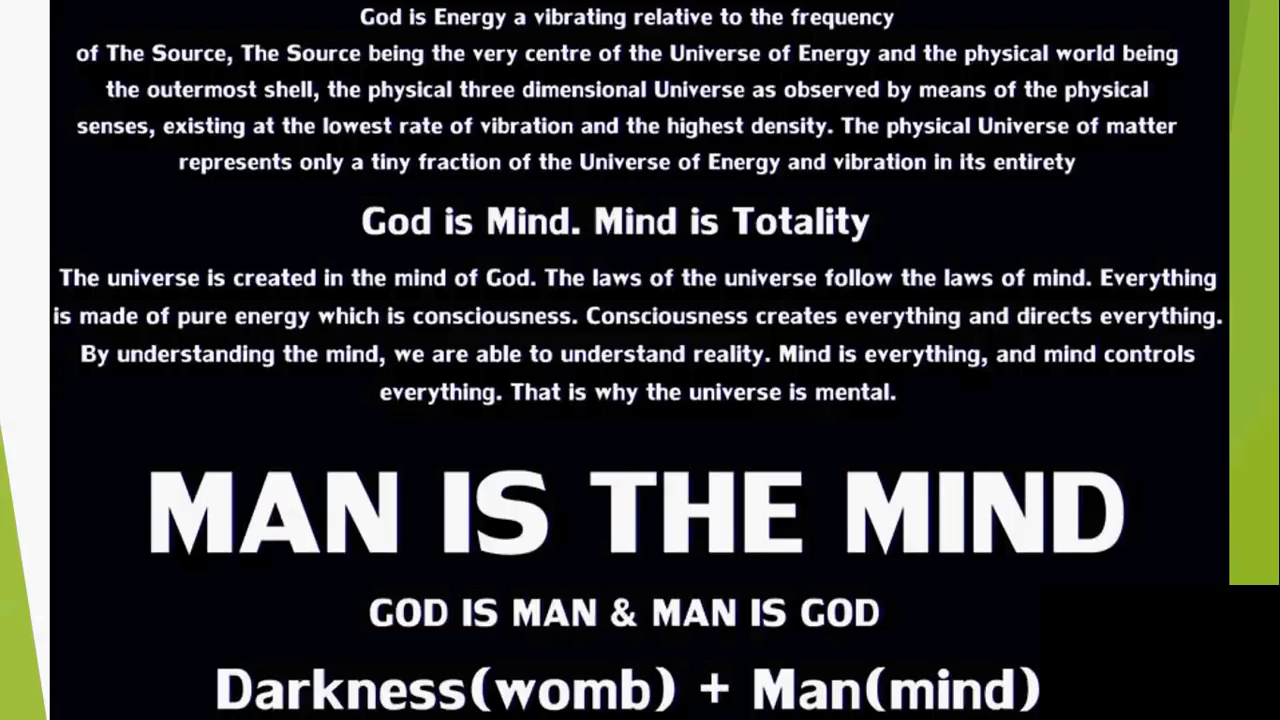 God is Energy a vibrating relative to the frequency
of The Source, The Source being the very centre of the Universe of Energy and the physical world being
the outermost shell, the physical three dimensional Universe as observed by means of the physical
senses, existing at the lowest rate of vibration and the highest density. The physical Universe of matter
represents only a tiny fraction of the Universe of Energy and vibration in its entirety
God is Mind. Mind is Totality
The universe is created in the mind of God. The laws of the universe follow the laws of mind. Everything
is made of pure energy which is consciousness. Consciousness creates everything and directs everything.
By understanding the mind, we are able to understand reality. Mind is everything, and mind controls
everything. That is why the universe is mental.
MAN IS THE MIND
GOD IS MAN & MAN IS GOD
Darkness(womb) + Man(mind)